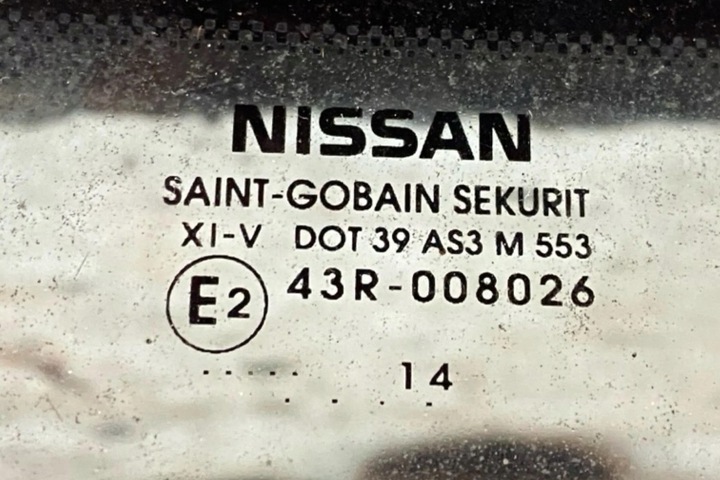 NISSAN
SAINT-GOBAIN SEKURIT
XI-V DOT 39 AS3 M 553
E2 43R-008026
..... 14
. . . .